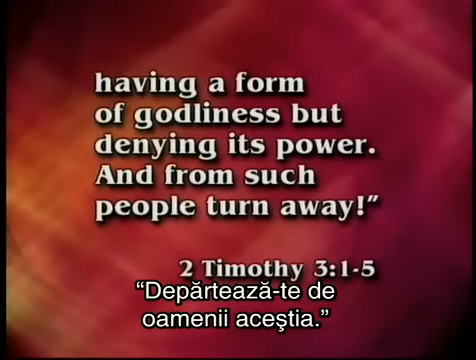 having a form
of godliness but
denying its power.
And from such
people turn away!”
2 Timothy 3:1-5
“Depărtează-te de
oamenii aceştia.”